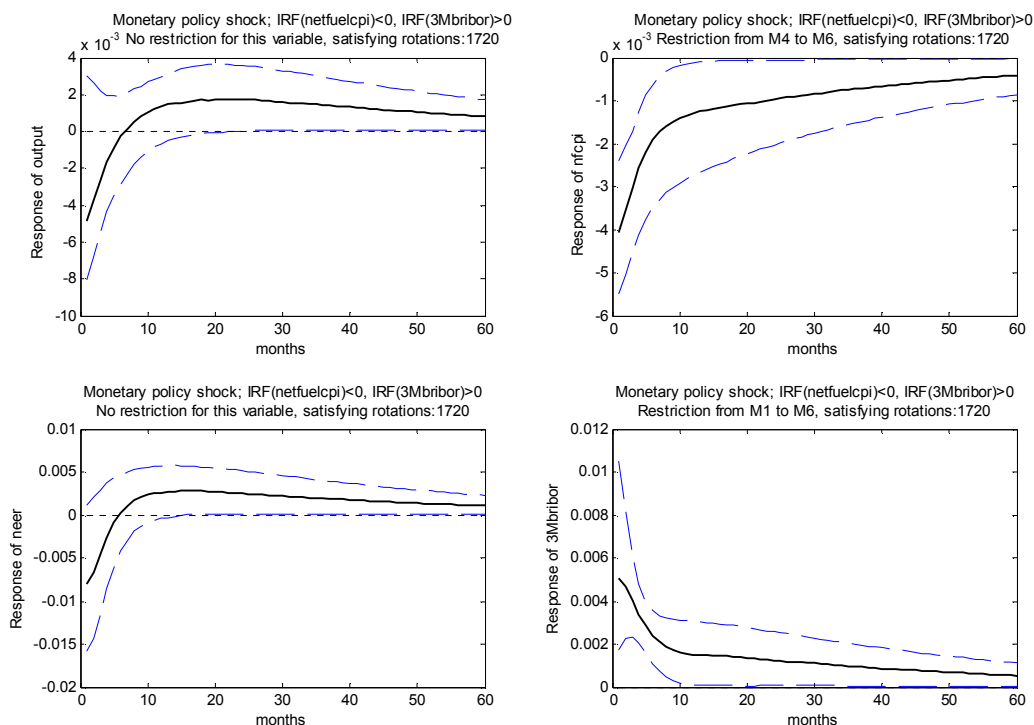 Monetary policy shock; IRF(netfuelcpi)<0, IRF(3Mbribor)>0
No restriction for this variable, satisfying rotations:1720
x 10^-3
4
2
0
-2
-4
-6
-8
-10
Response of output
0 10 20 30 40 50 60
months
Monetary policy shock; IRF(netfuelcpi)<0, IRF(3Mbribor)>0
Restriction from M4 to M6, satisfying rotations:1720
x 10^-3
0
-1
-2
-3
-4
-5
-6
Response of nfcpi
0 10 20 30 40 50 60
months
Monetary policy shock; IRF(netfuelcpi)<0, IRF(3Mbribor)>0
No restriction for this variable, satisfying rotations:1720
0.01
0.005
0
-0.005
-0.01
-0.015
-0.02
Response of neer
0 10 20 30 40 50 60
months
Monetary policy shock; IRF(netfuelcpi)<0, IRF(3Mbribor)>0
Restriction from M1 to M6, satisfying rotations:1720
0.012
0.01
0.008
0.006
0.004
0.002
0
Response of 3Mbribor
0 10 20 30 40 50 60
months